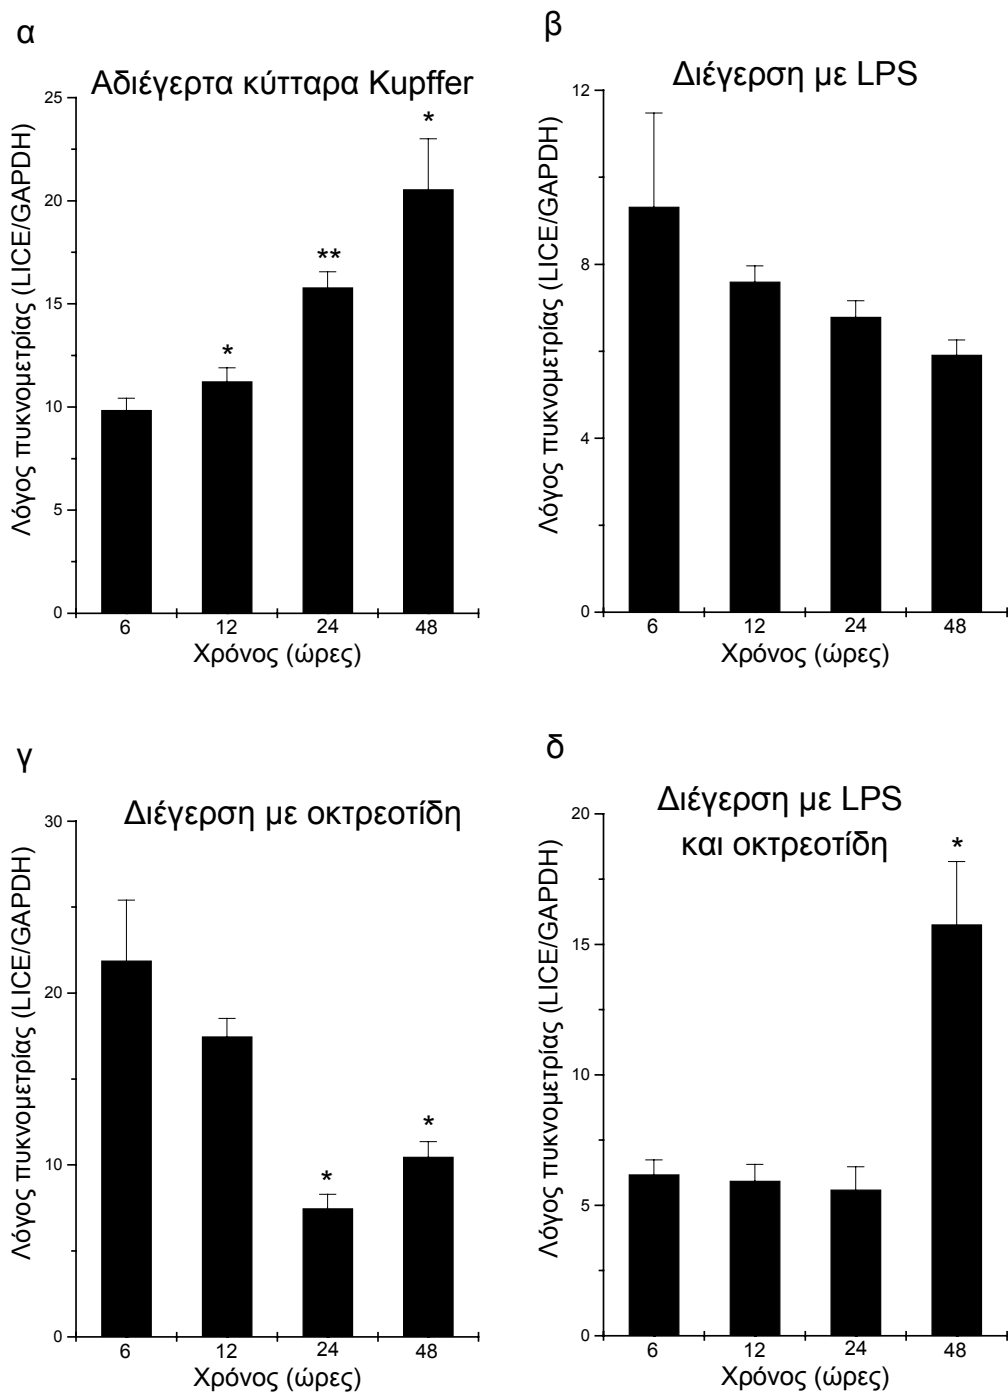 α
Αδιέγερτα κύτταρα Kupffer
Λόγος πυκνομετρίας (LICE/GAPDH)
25
20
15
10
5
0
*
**
*
6 12 24 48
Χρόνος (ώρες)
β
Διέγερση με LPS
Λόγος πυκνομετρίας (LICE/GAPDH)
12
8
4
0
6 12 24 48
Χρόνος (ώρες)
γ
Διέγερση με οκτρεοτίδη
Λόγος πυκνομετρίας (LICE/GAPDH)
30
20
10
0
*
*
6 12 24 48
Χρόνος (ώρες)
δ
Διέγερση με LPS
και οκτρεοτίδη
Λόγος πυκνομετρίας (LICE/GAPDH)
20
15
10
5
0
*
6 12 24 48
Χρόνος (ώρες)